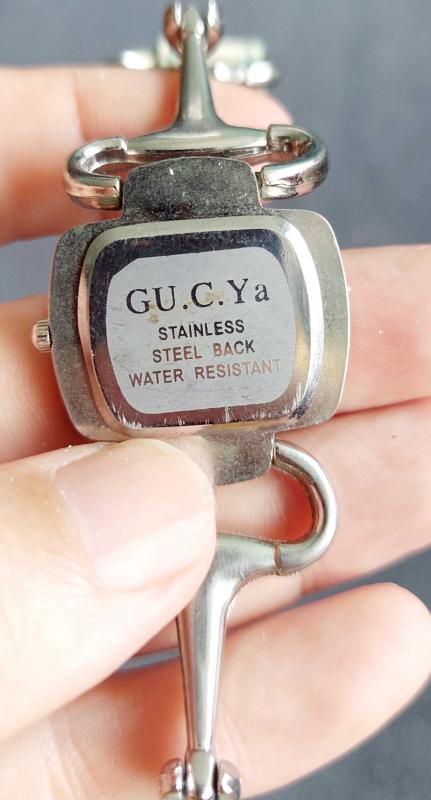 GU.C.Ya
STAINLESS
STEEL BACK
WATER RESISTANT